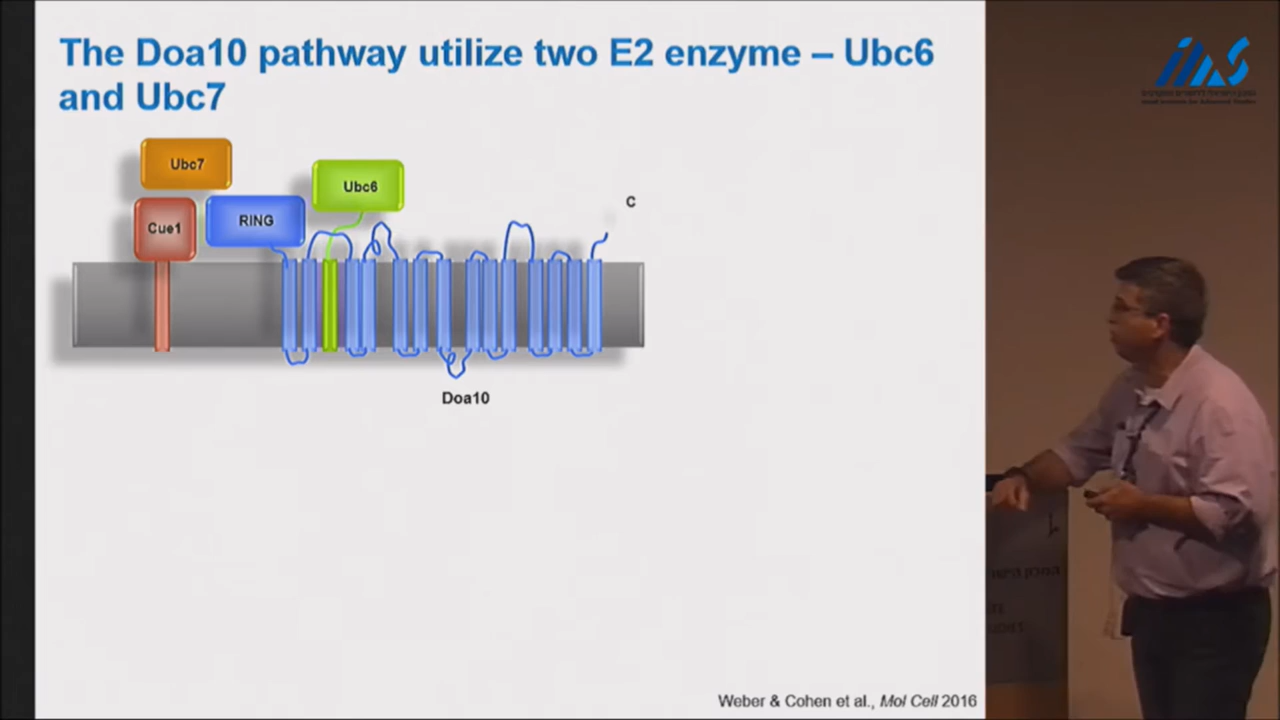 The Doa10 pathway utilize two E2 enzyme – Ubc6
and Ubc7
Ubc7
Ubc6
Cue1
RING
C
Doa10
Weber & Cohen et al., Mol Cell 2016